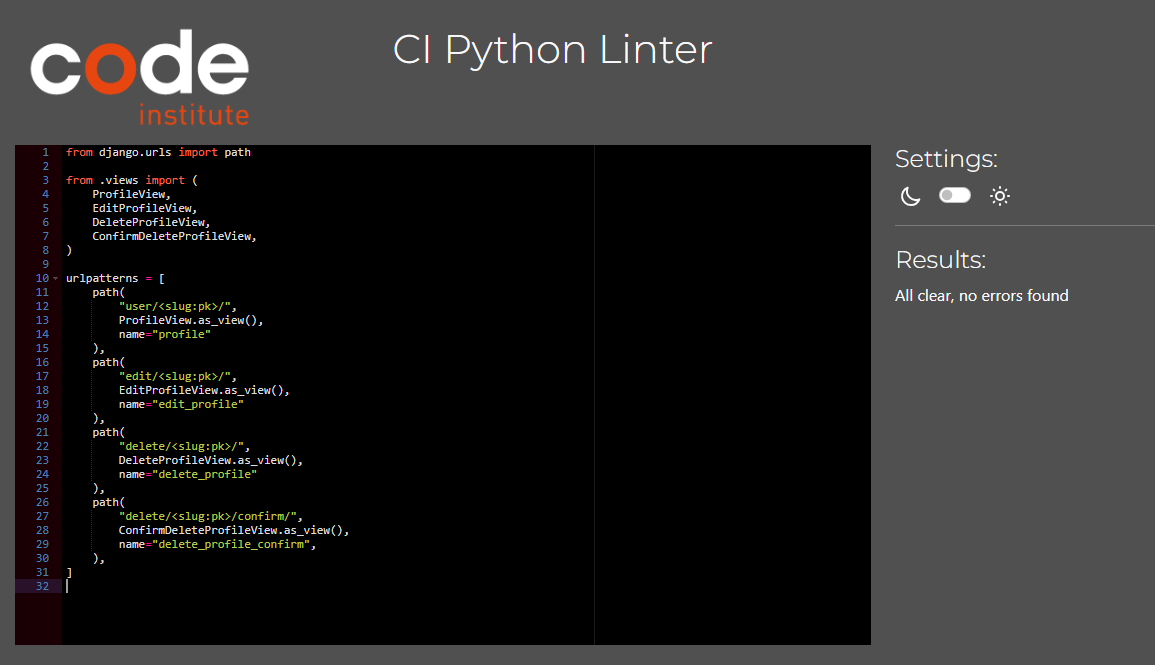 code
institute
CI Python Linter
1 from django.urls import path
2
3 from .views import (
4     ProfileView,
5     EditProfileView,
6     DeleteProfileView,
7     ConfirmDeleteProfileView,
8 )
9
10 urlpatterns = [
11     path(
12         "user/<slug:pk>/",
13         ProfileView.as_view(),
14         name="profile"
15     ),
16     path(
17         "edit/<slug:pk>/",
18         EditProfileView.as_view(),
19         name="edit_profile"
20     ),
21     path(
22         "delete/<slug:pk>/",
23         DeleteProfileView.as_view(),
24         name="delete_profile"
25     ),
26     path(
27         "delete/<slug:pk>/confirm/",
28         ConfirmDeleteProfileView.as_view(),
29         name="delete_profile_confirm",
30     ),
31 ]
32
Settings:
Results:
All clear, no errors found